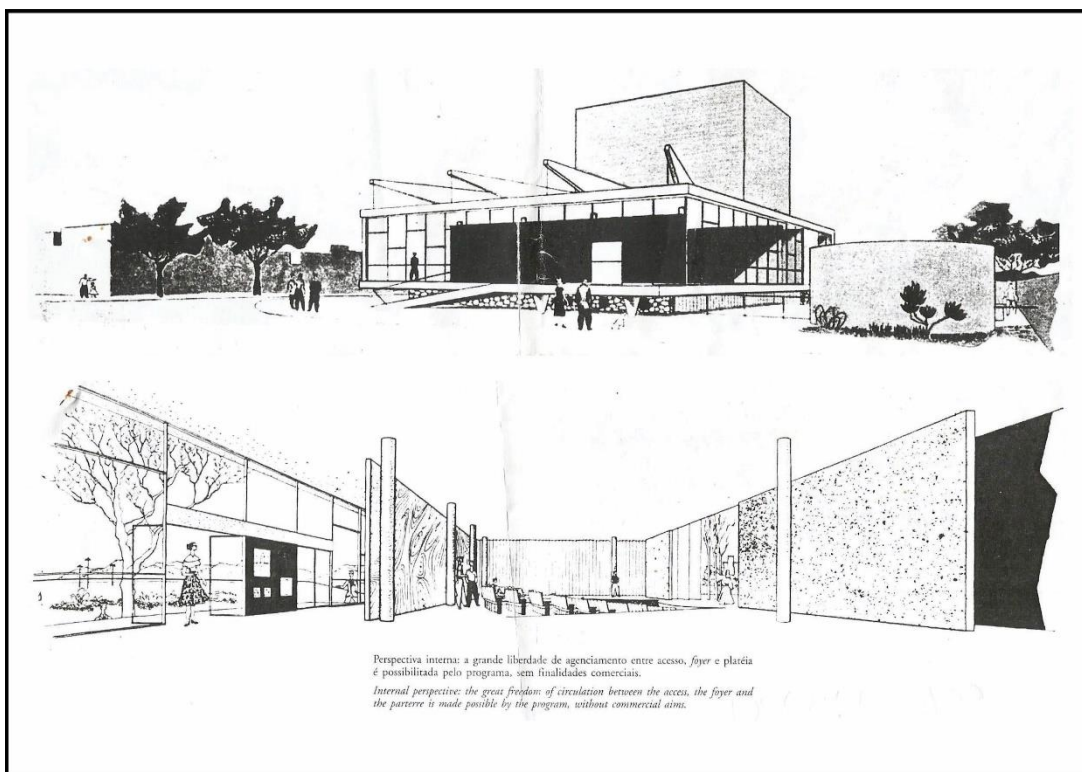 Perspectiva interna: a grande liberdade de agenciamento entre acesso, foyer e platéia
é possibilitada pelo programa, sem finalidades comerciais.
Internal perspective: the great freedom of circulation between the access, the foyer and
the parterre is made possible by the program, without commercial aims.